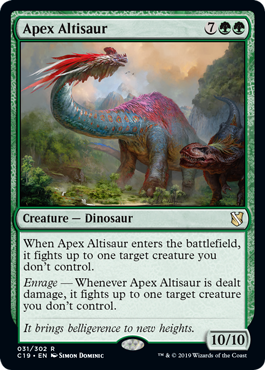 Apex Altisaur 7
Creature — Dinosaur
When Apex Altisaur enters the battlefield,
it fights up to one target creature you
don't control.
Enrage — Whenever Apex Altisaur is dealt
damage, it fights up to one target creature
you don't control.
It brings belligerence to new heights.
10/10
031/302 R
C19 • EN SIMON DOMINIC
™ & © 2019 Wizards of the Coast